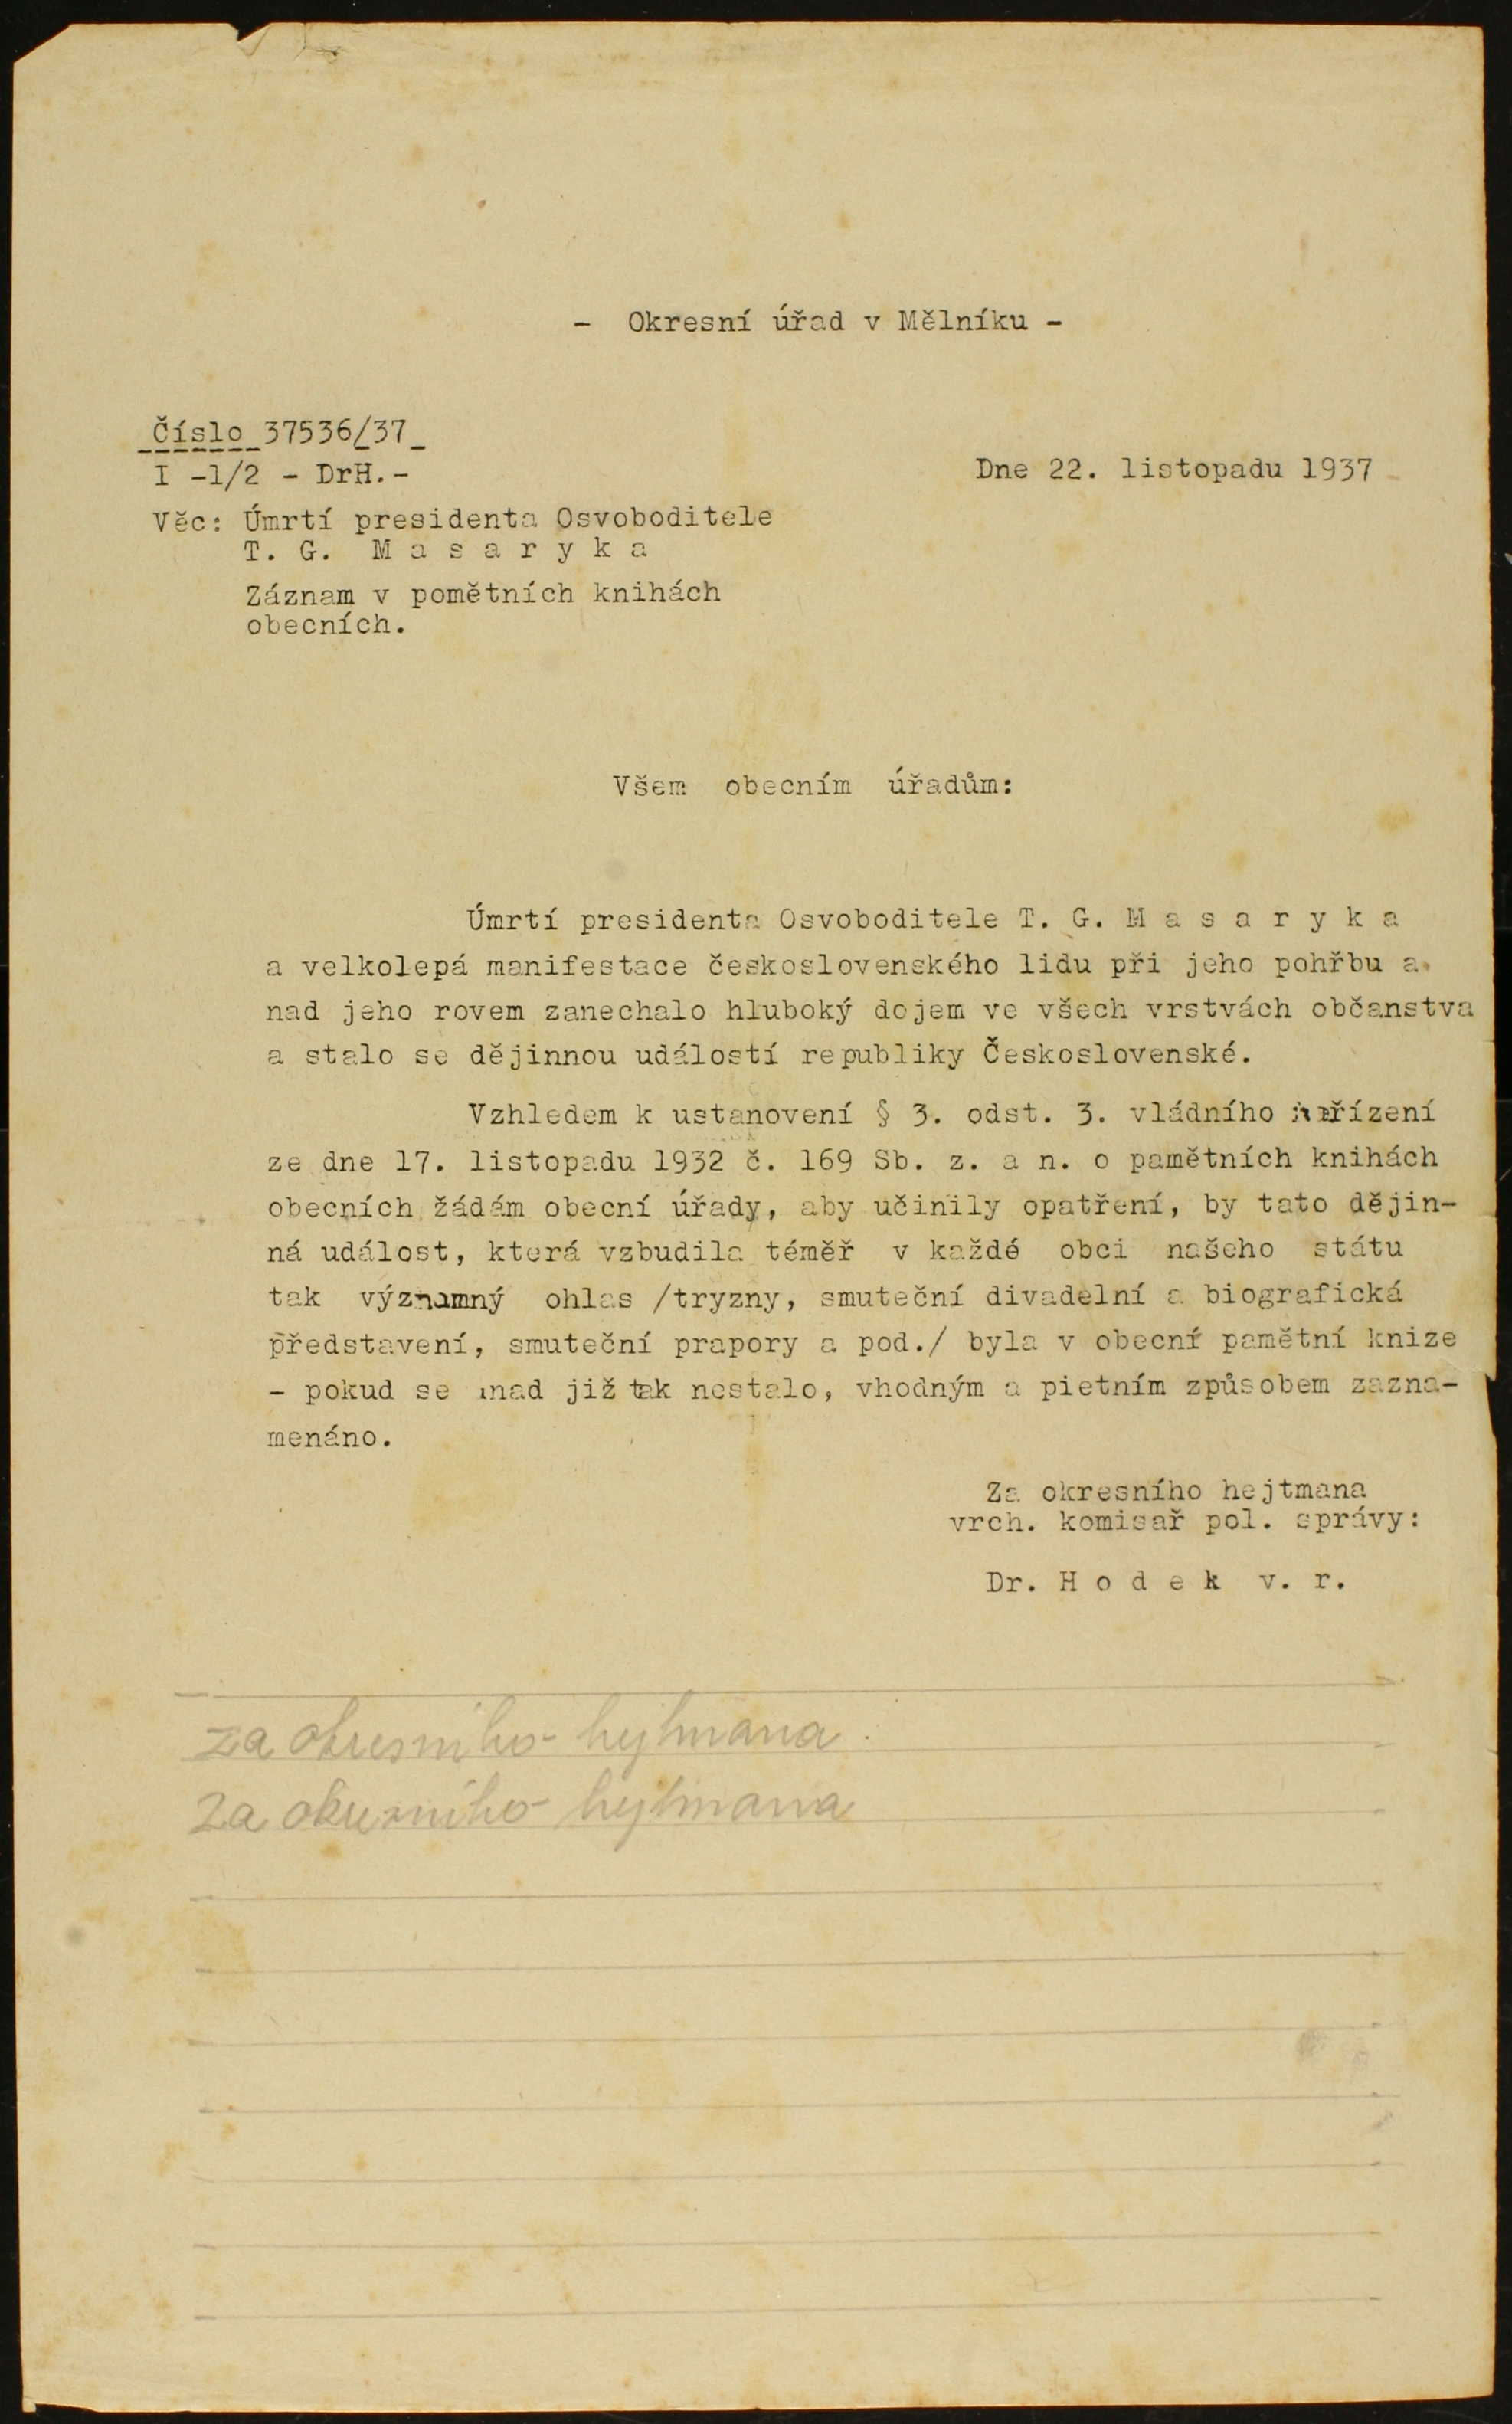 - Okresní úřad v Mělníku -
Číslo 37536/37
I -1/2 - DrH.-
Dne 22. listopadu 1937
Věc: Úmrtí presidenta Osvoboditele
T. G. M a s a r y k a
Záznam v pomětních knihách
obecních.
Všem obecním úřadům:
Úmrtí presidenta Osvoboditele T. G. M a s a r y k a
a velkolepá manifestace československého lidu při jeho pohřbu a
nad jeho rovem zanechalo hluboký dojem ve všech vrstvách občanstva
a stalo se dějinnou událostí republiky Československé.
Vzhledem k ustanovení § 3. odst. 3. vládního nařízení
ze dne 17. listopadu 1932 č. 169 Sb. z. a n. o pamětních knihách
obecních žádám obecní úřady, aby učinily opatření, by tato dějin-
ná událost, která vzbudila téměř v každé obci našeho státu
tak významný ohlas /tryzny, smuteční divadelní a biografická
představení, smuteční prapory a pod./ byla v obecní pamětní knize
- pokud se snad již tak nestalo, vhodným a pietním způsobem zazna-
menáno.
Za okresního hejtmana
vrch. komisař pol. správy:
Dr. H o d e k v. r.
za okresního hejtmana.
za okresního hejtmana